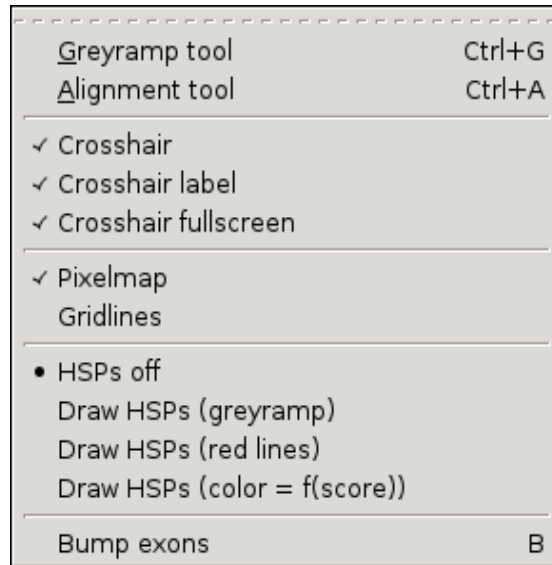 Greyramp tool Ctrl+G
Alignment tool Ctrl+A
Crosshair
Crosshair label
Crosshair fullscreen
Pixelmap
Gridlines
HSPs off
Draw HSPs (greyramp)
Draw HSPs (red lines)
Draw HSPs (color = f(score))
Bump exons B